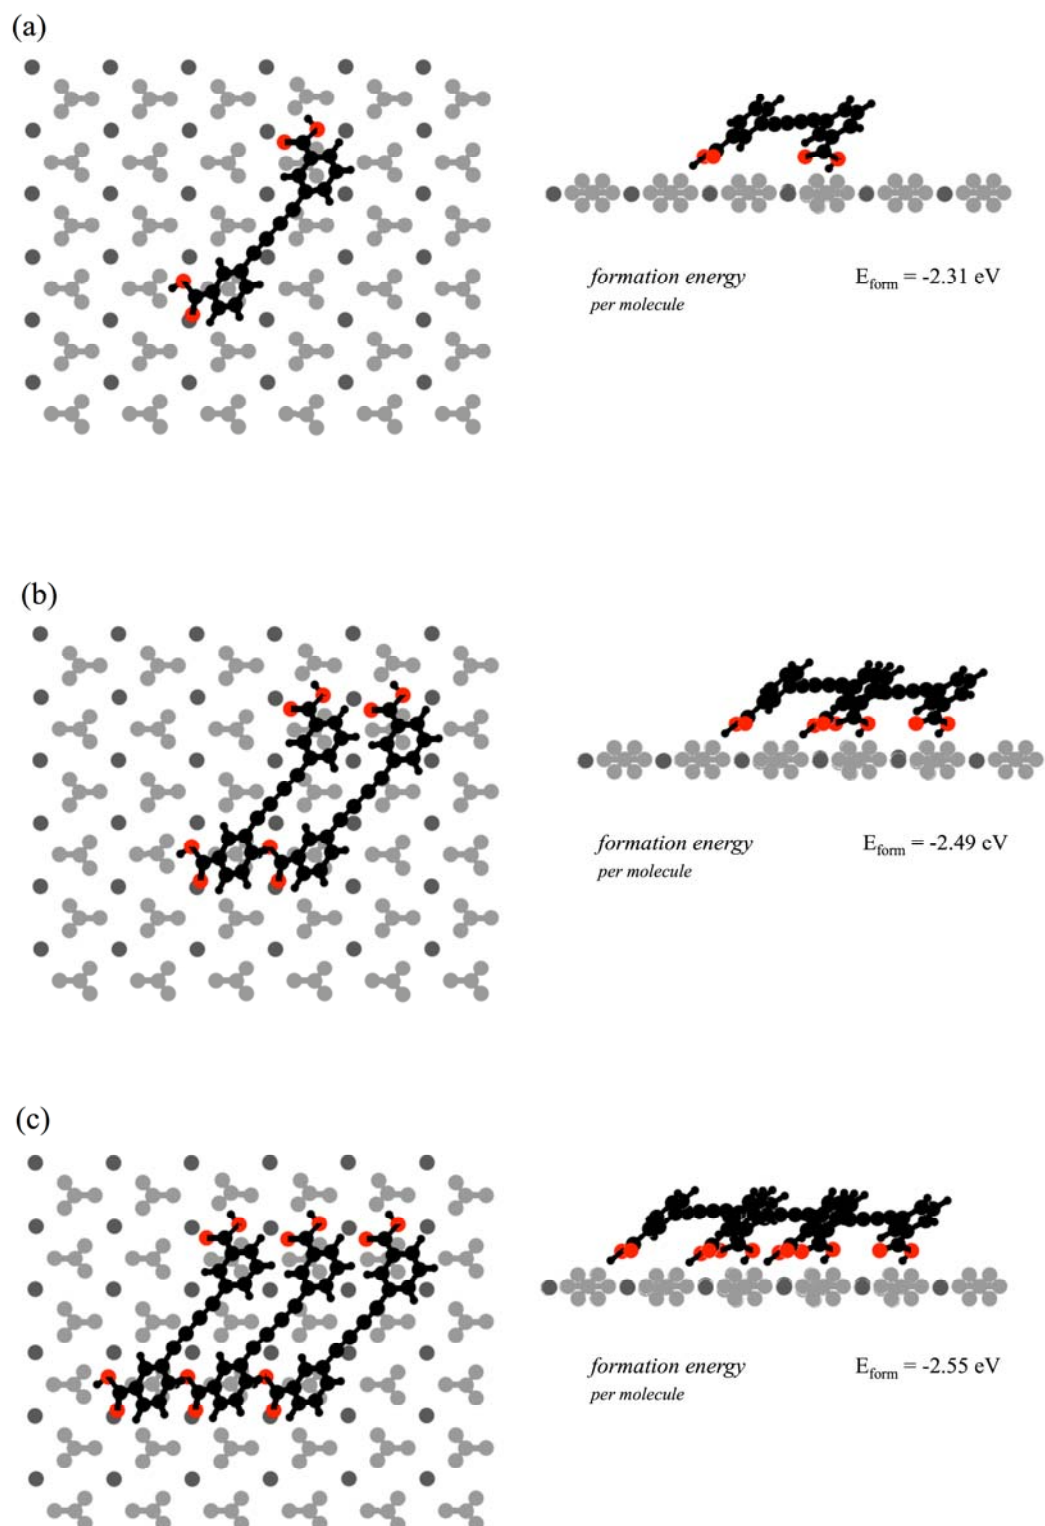 (a)
formation energy E_form = -2.31 eV
per molecule
(b)
formation energy E_form = -2.49 eV
per molecule
(c)
formation energy E_form = -2.55 eV
per molecule